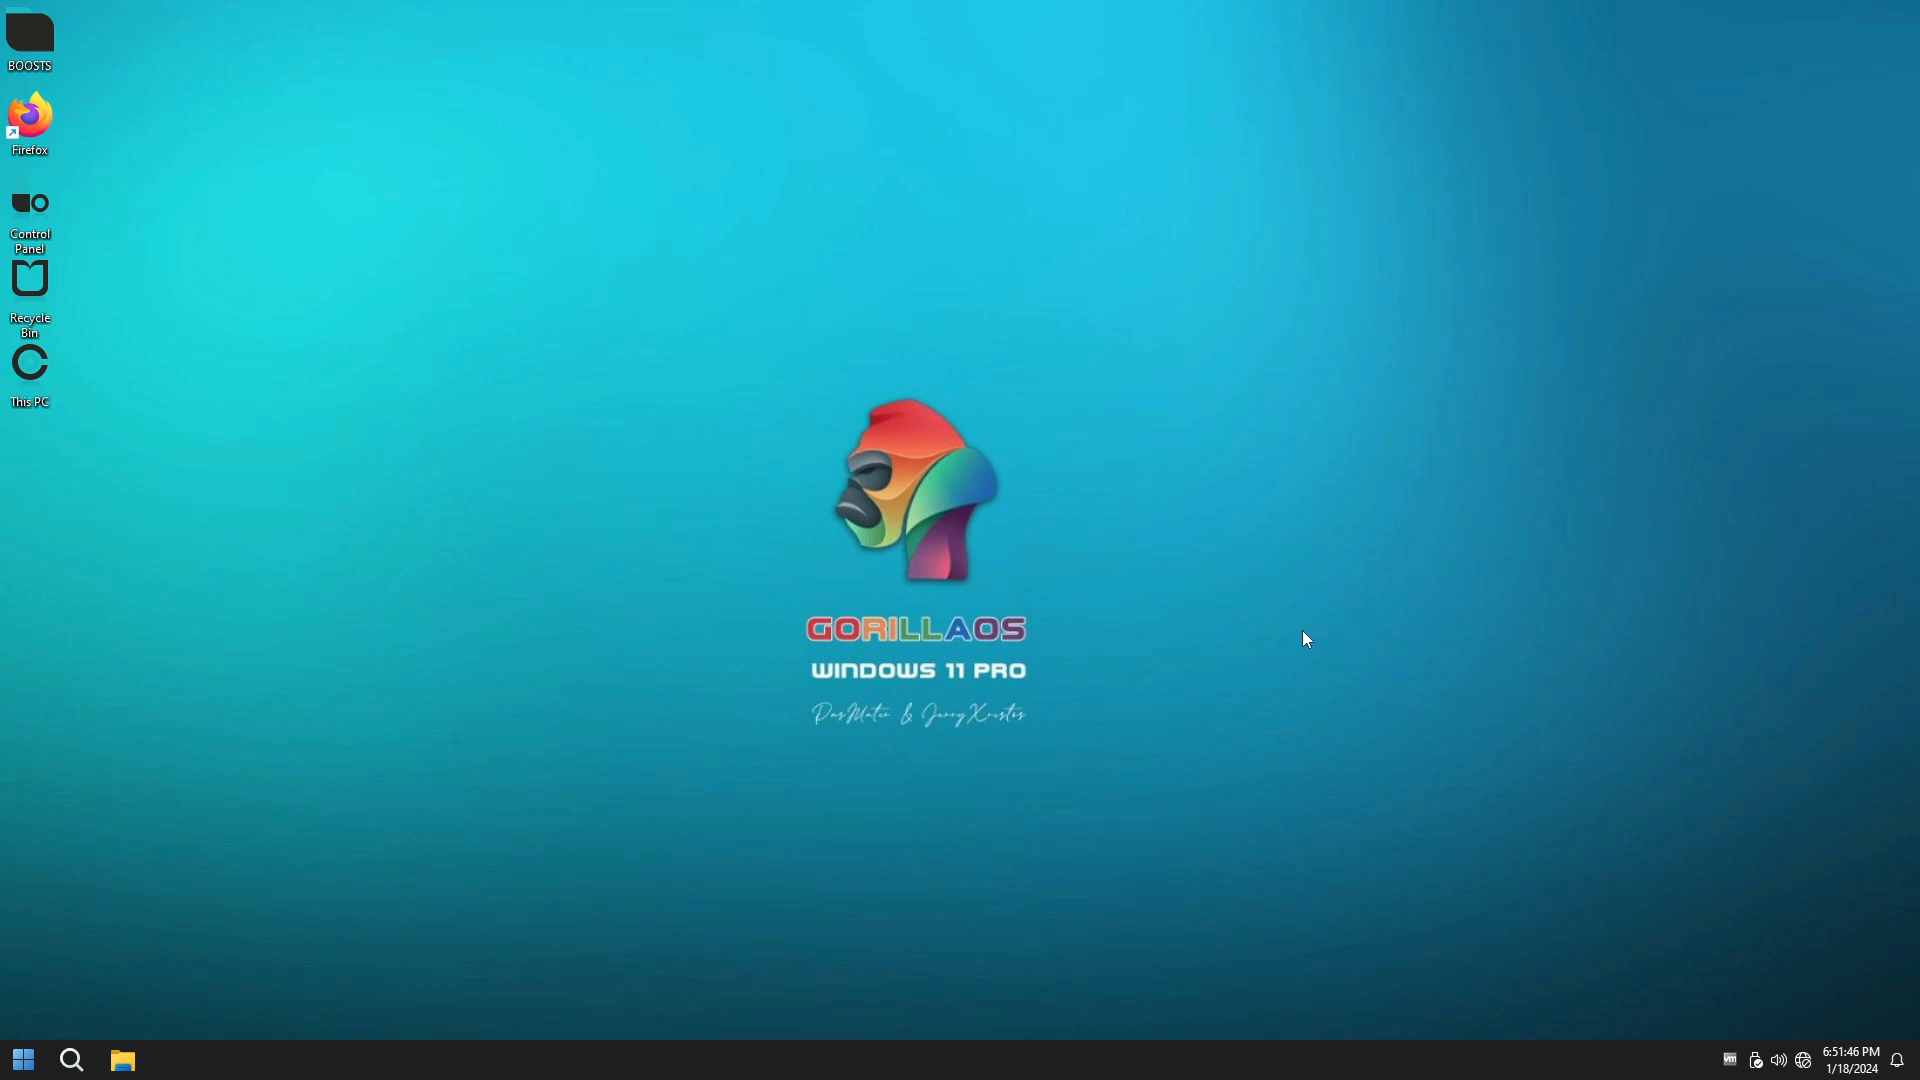 BOOSTS
Firefox
Control
Panel
Recycle
Bin
This PC
GORILLAOS
WINDOWS 11 PRO
vm
6:51:46 PM
1/18/2024